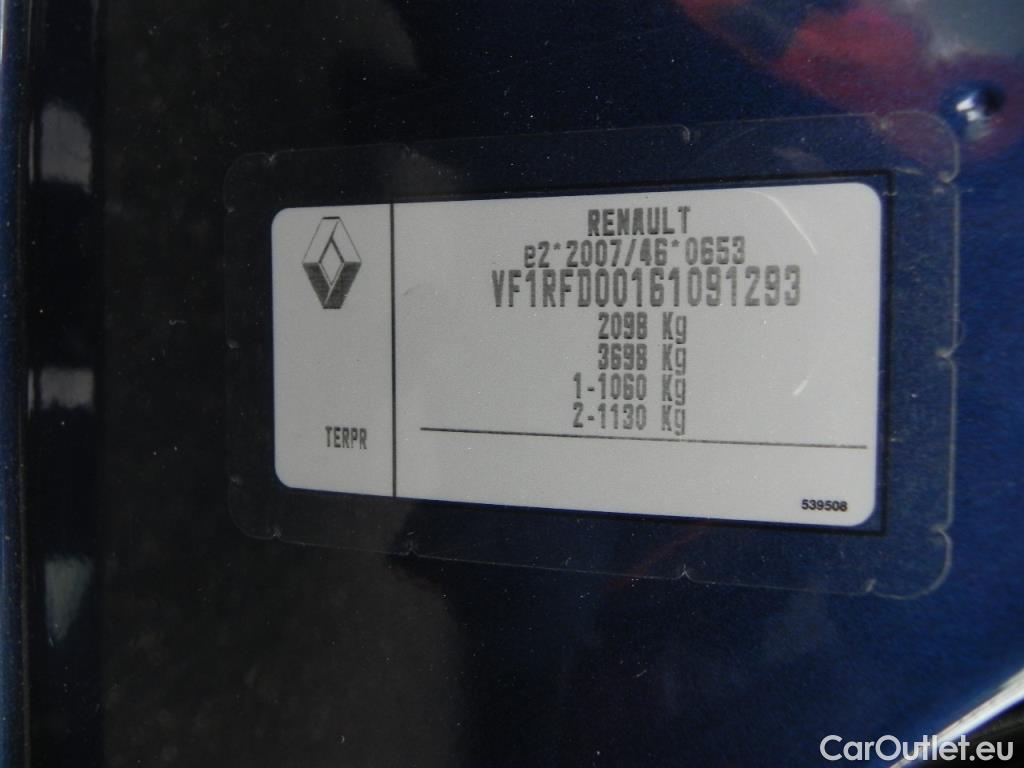 RENAULT
e2*2007/46*0653
VF1RFD00161091293
2098 Kg
3698 Kg
1-1060 Kg
2-1130 Kg
TERPR
539508
CarOutlet.eu